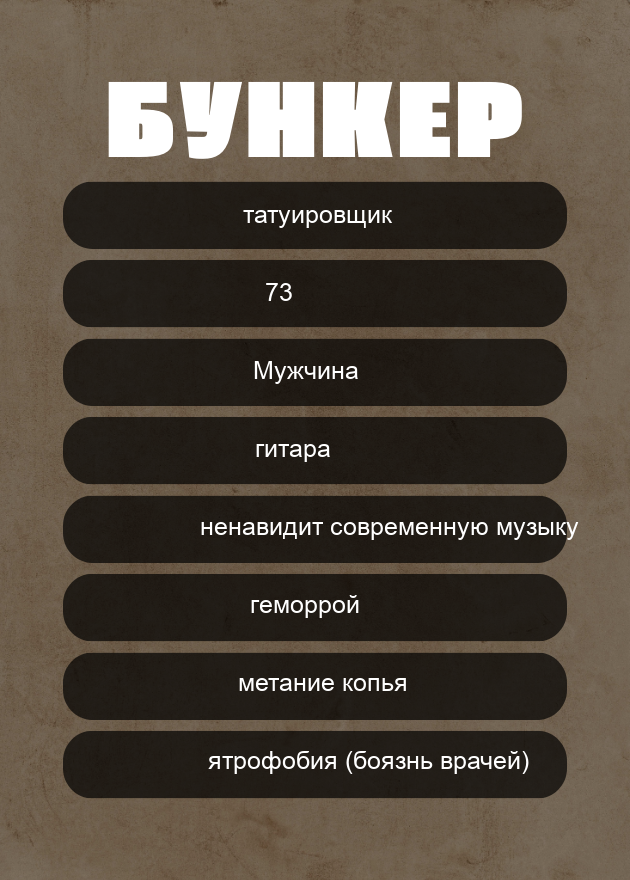 БУНКЕР
татуировщик
73
Мужчина
гитара
ненавидит современную музыку
геморрой
метание копья
ятрофобия (боязнь врачей)